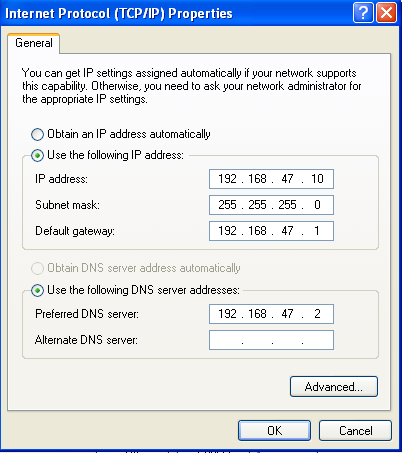 Internet Protocol (TCP/IP) Properties
General
You can get IP settings assigned automatically if your network supports
this capability. Otherwise, you need to ask your network administrator for
the appropriate IP settings.
Obtain an IP address automatically
Use the following IP address:
IP address: 192 . 168 . 47 . 10
Subnet mask: 255 . 255 . 255 . 0
Default gateway: 192 . 168 . 47 . 1
Obtain DNS server address automatically
Use the following DNS server addresses:
Preferred DNS server: 192 . 168 . 47 . 2
Alternate DNS server: . . .
Advanced...
OK Cancel